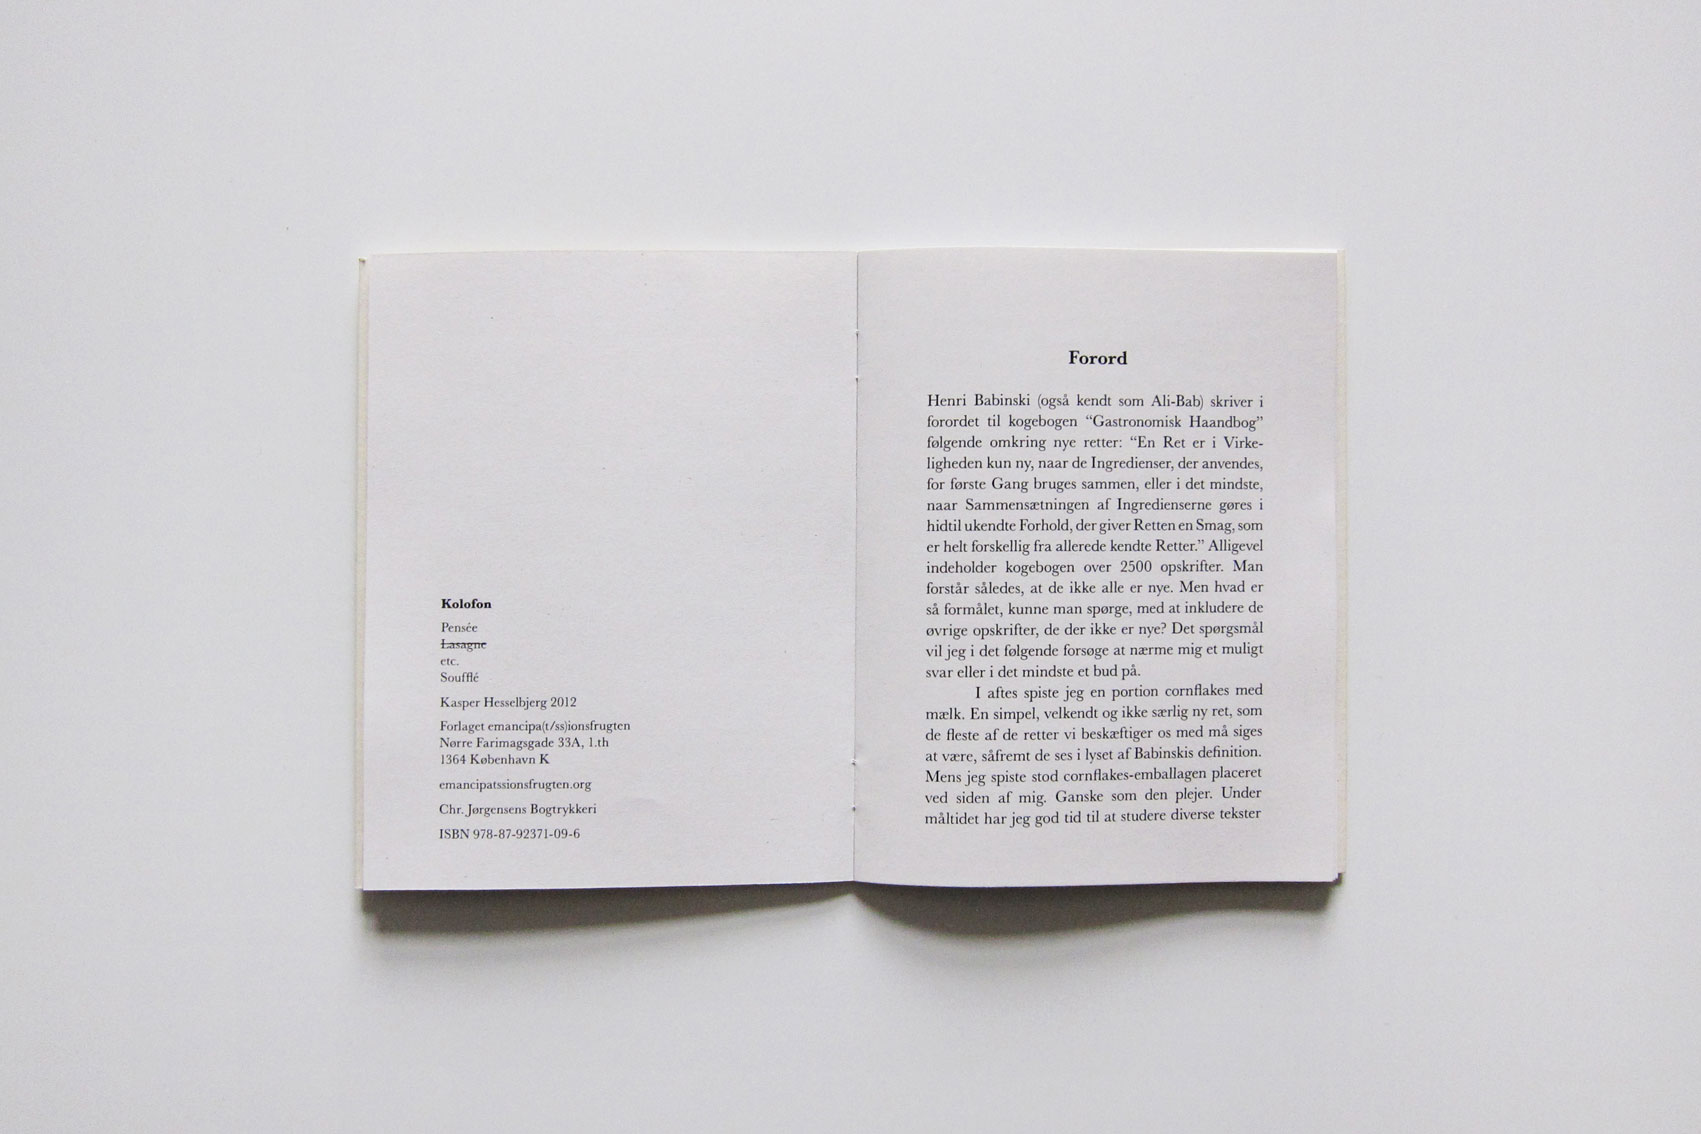 Kolofon
Pensée
Lasagne
etc.
Soufflé
Kasper Hesselbjerg 2012
Forlaget emancipa(t/ss)ionsfrugten
Nørre Farimagsgade 33A, 1.th
1364 København K
emancipatssionsfrugten.org
Chr. Jørgensens Bogtrykkeri
ISBN 978-87-92371-09-6
Forord
Henri Babinski (også kendt som Ali-Bab) skriver i
forordet til kogebogen “Gastronomisk Haandbog”
følgende omkring nye retter: “En Ret er i Virke-
ligheden kun ny, naar de Ingredienser, der anvendes,
for første Gang bruges sammen, eller i det mindste,
naar Sammensætningen af Ingredienserne gøres i
hidtil ukendte Forhold, der giver Retten en Smag, som
er helt forskellig fra allerede kendte Retter.” Alligevel
indeholder kogebogen over 2500 opskrifter. Man
forstår således, at de ikke alle er nye. Men hvad er
så formålet, kunne man spørge, med at inkludere de
øvrige opskrifter, de der ikke er nye? Det spørgsmål
vil jeg i det følgende forsøge at nærme mig et muligt
svar eller i det mindste et bud på.
I aftes spiste jeg en portion cornflakes med
mælk. En simpel, velkendt og ikke særlig ny ret, som
de fleste af de retter vi beskæftiger os med må siges
at være, såfremt de ses i lyset af Babinskis definition.
Mens jeg spiste stod cornflakes-emballagen placeret
ved siden af mig. Ganske som den plejer. Under
måltidet har jeg god tid til at studere diverse tekster